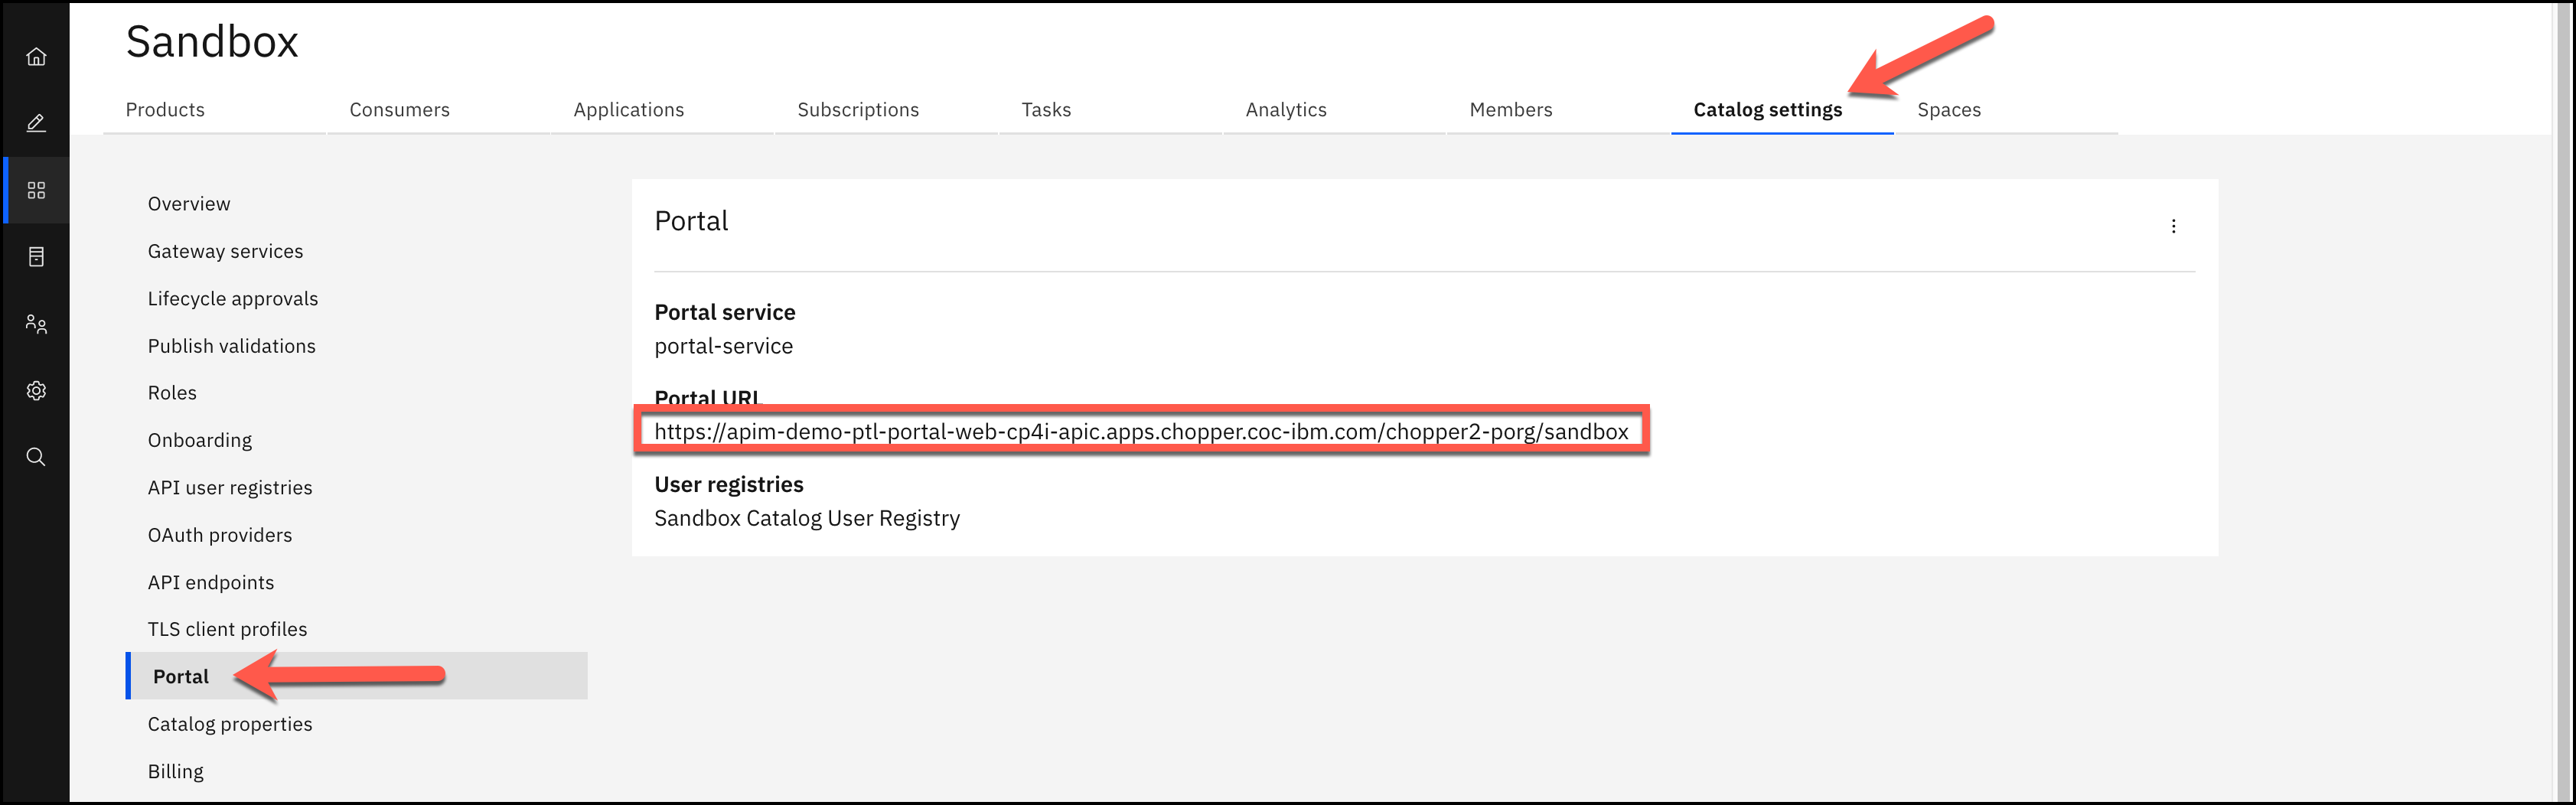 Sandbox
Products Consumers Applications Subscriptions Tasks Analytics Members Catalog settings Spaces
Overview
Gateway services
Lifecycle approvals
Publish validations
Roles
Onboarding
API user registries
OAuth providers
API endpoints
TLS client profiles
Portal
Catalog properties
Billing
Portal
Portal service
portal-service
Portal URL
https://apim-demo-ptl-portal-web-cp4i-apic.apps.chopper.coc-ibm.com/chopper2-porg/sandbox
User registries
Sandbox Catalog User Registry